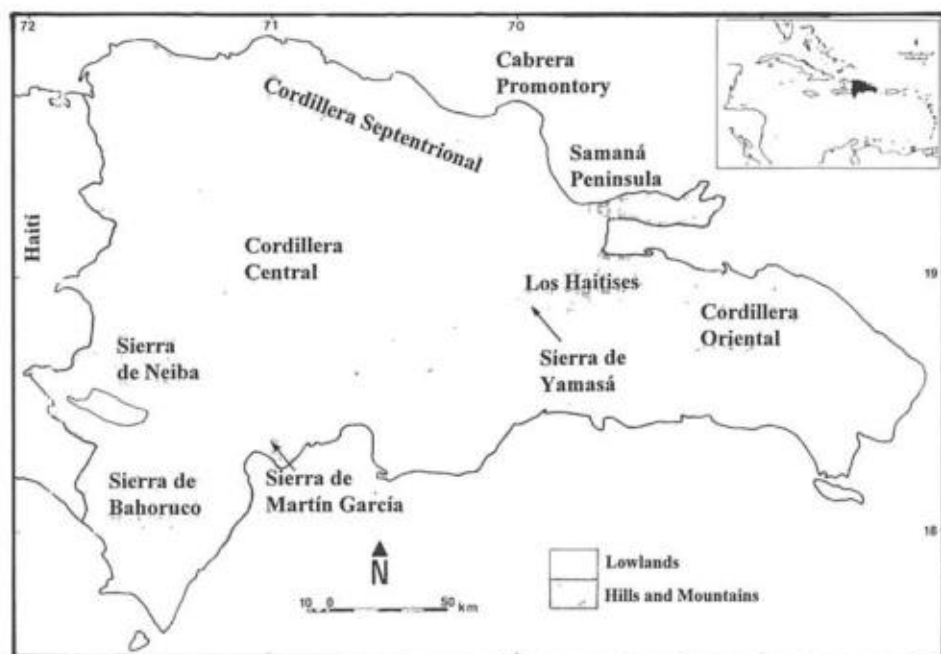 72
71
70
Cabrera
Promontory
Cordillera Septentrional
Samaná
Peninsula
Haití
Cordillera
Central
19
Los Haitises
Cordillera
Oriental
Sierra
de Neiba
Sierra de
Yamasá
Sierra de
Bahoruco
Sierra de
Martín García
18
N
10 0 50 km
Lowlands
Hills and Mountains